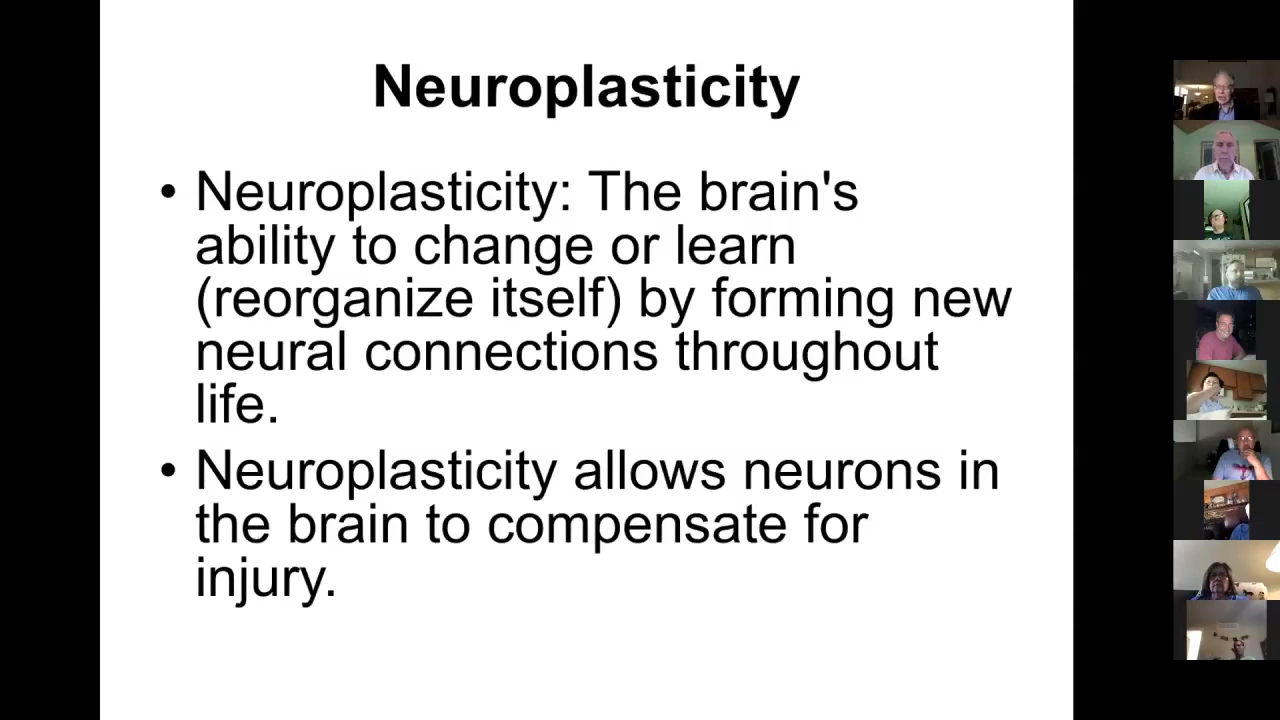 Neuroplasticity
• Neuroplasticity: The brain's
ability to change or learn
(reorganize itself) by forming new
neural connections throughout
life.
• Neuroplasticity allows neurons in
the brain to compensate for
injury.